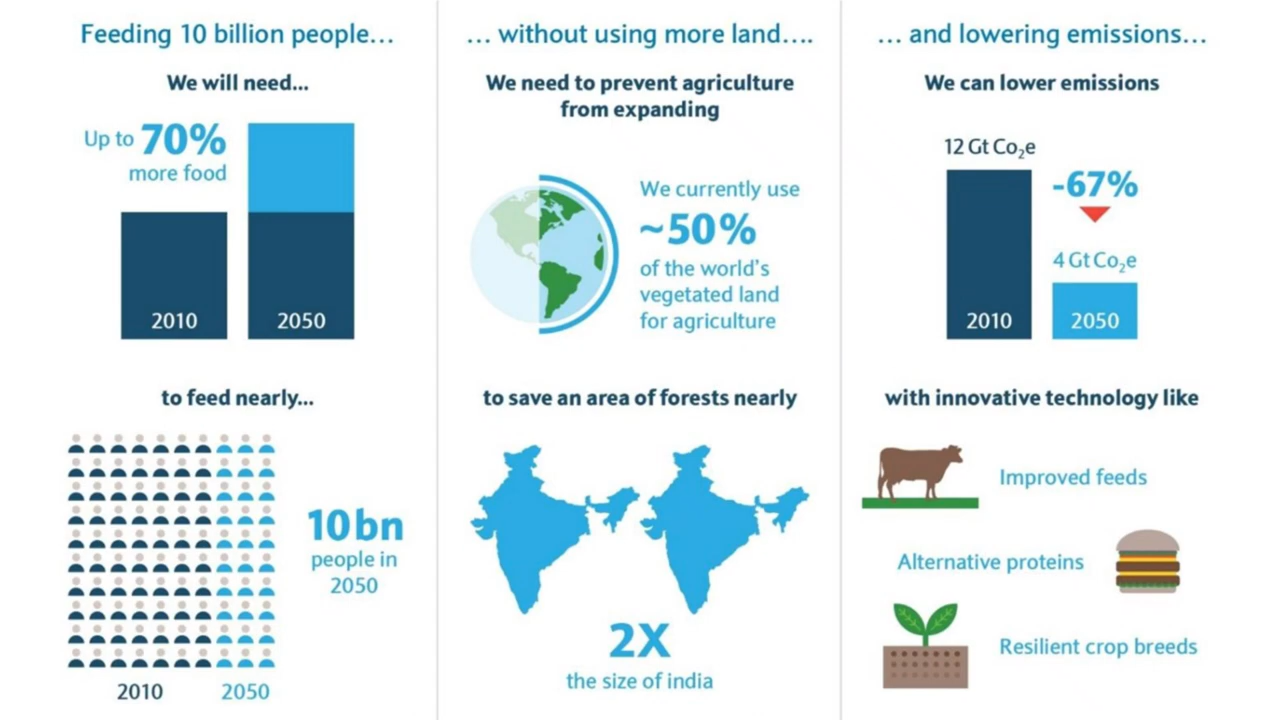 Feeding 10 billion people...
We will need...
Up to 70%
more food
2010
2050
to feed nearly...
10bn
people in
2050
2010
2050
... without using more land....
We need to prevent agriculture
from expanding
We currently use
~50%
of the world's
vegetated land
for agriculture
to save an area of forests nearly
2X
the size of india
... and lowering emissions...
We can lower emissions
12 Gt Co₂e
-67%
4 Gt Co₂e
2010
2050
with innovative technology like
Improved feeds
Alternative proteins
Resilient crop breeds